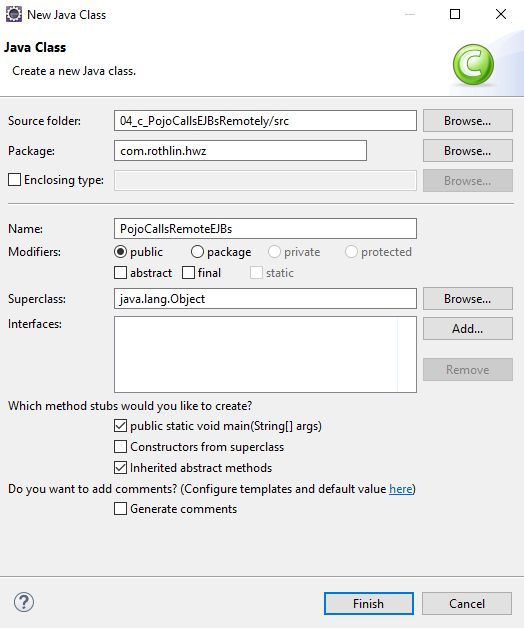 New Java Class
Java Class
Create a new Java class.
C
Source folder: 04_c_PojoCallsEJBsRemotely/src Browse...
Package: com.rothlin.hwz Browse...
Enclosing type: Browse...
Name: PojoCallsRemoteEJBs
Modifiers: public package private protected
abstract final static
Superclass: java.lang.Object Browse...
Interfaces: Add...
Remove
Which method stubs would you like to create?
public static void main(String[] args)
Constructors from superclass
Inherited abstract methods
Do you want to add comments? (Configure templates and default value here)
Generate comments
? Finish Cancel